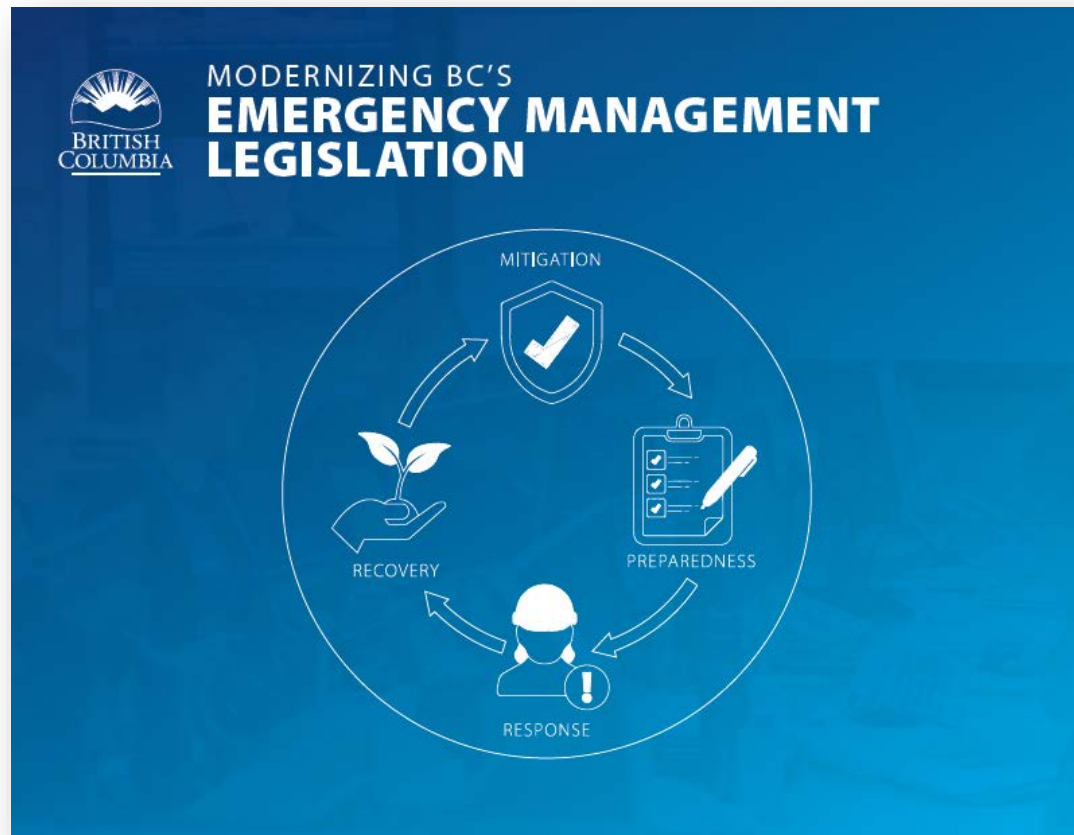 BRITISH
COLUMBIA
MODERNIZING BC'S
EMERGENCY MANAGEMENT
LEGISLATION
MITIGATION
PREPAREDNESS
RESPONSE
RECOVERY